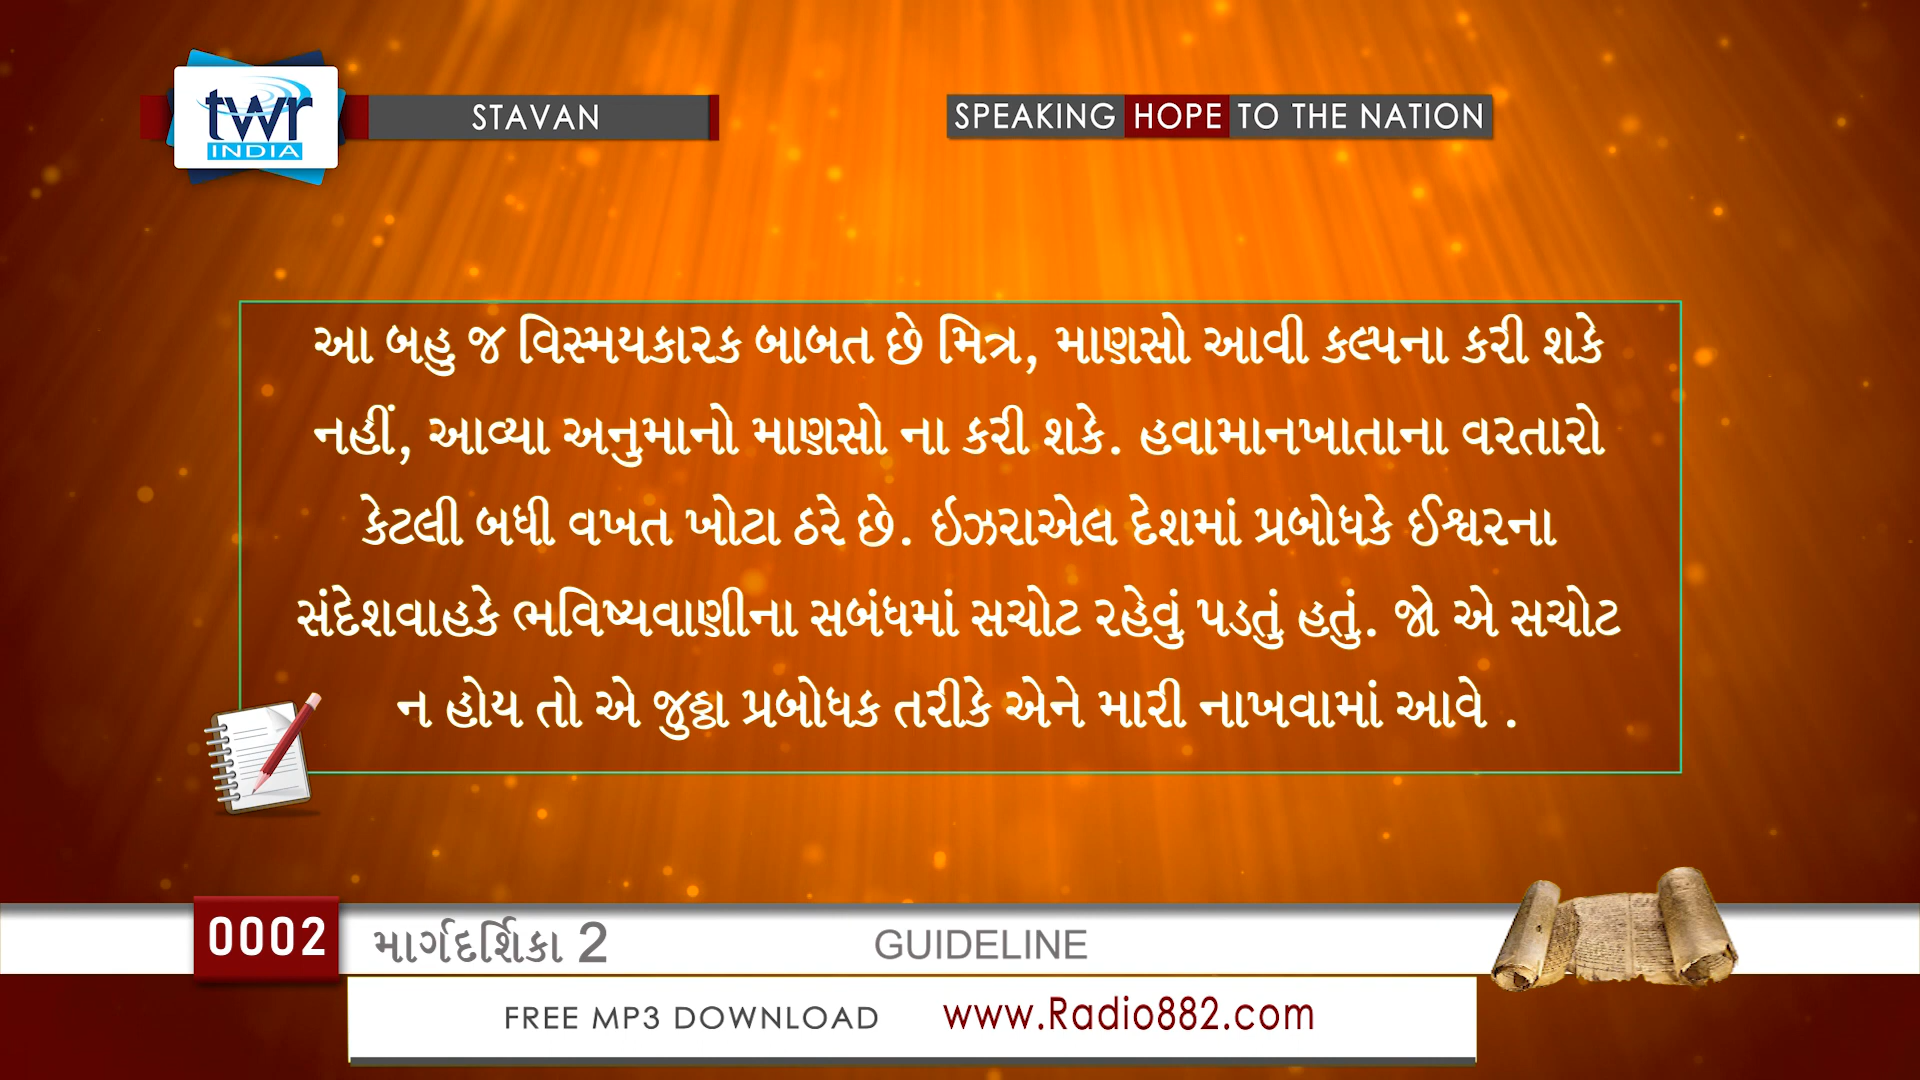 twr
INDIA
STAVAN
SPEAKING HOPE TO THE NATION
આ બહુ જ વિસ્મયકારક બાબત છે મિત્ર, માણસો આવી કલ્પના કરી શકે
નહીં, આવ્યા અનુમાનો માણસો ના કરી શકે. હવામાનખાતાના વરતારો
કેટલી બધી વખત ખોટા ઠરે છે. ઇઝરાએલ દેશમાં પ્રબોધકે ઈશ્વરના
સંદેશવાહકે ભવિષ્યવાણીના સબંધમાં સચોટ રહેવું પડતું હતું. જો એ સચોટ
ન હોય તો એ જુઠ્ઠા પ્રબોધક તરીકે એને મારી નાખવામાં આવે .
0002 માર્ગદર્શિકા 2 GUIDELINE
FREE MP3 DOWNLOAD www.Radio882.com